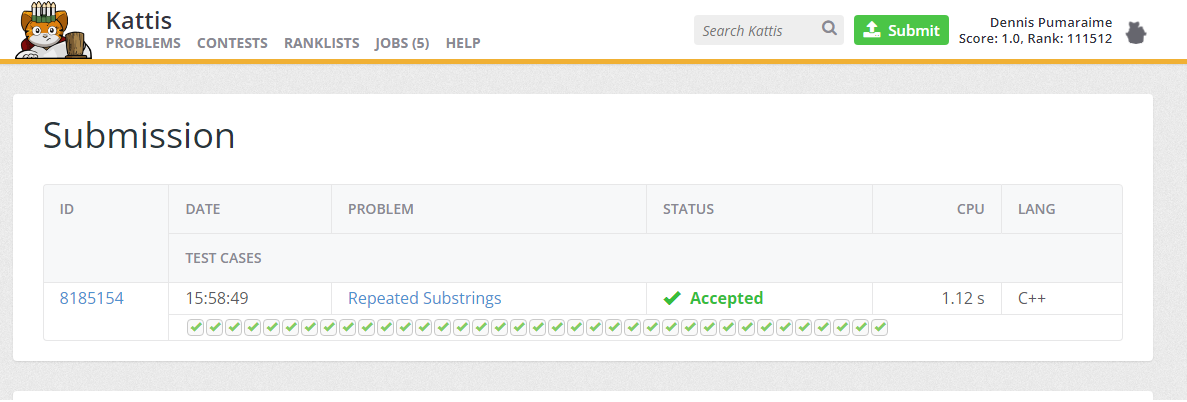 Kattis
PROBLEMS CONTESTS RANKLISTS JOBS (5) HELP
Search Kattis
Submit
Dennis Pumaraime
Score: 1.0, Rank: 111512
Submission
ID DATE PROBLEM STATUS CPU LANG
TEST CASES
8185154 15:58:49 Repeated Substrings Accepted 1.12 s C++